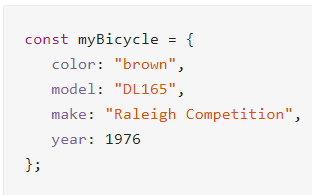 const myBicycle = {
color: "brown",
model: "DL165",
make: "Raleigh Competition",
year: 1976
};